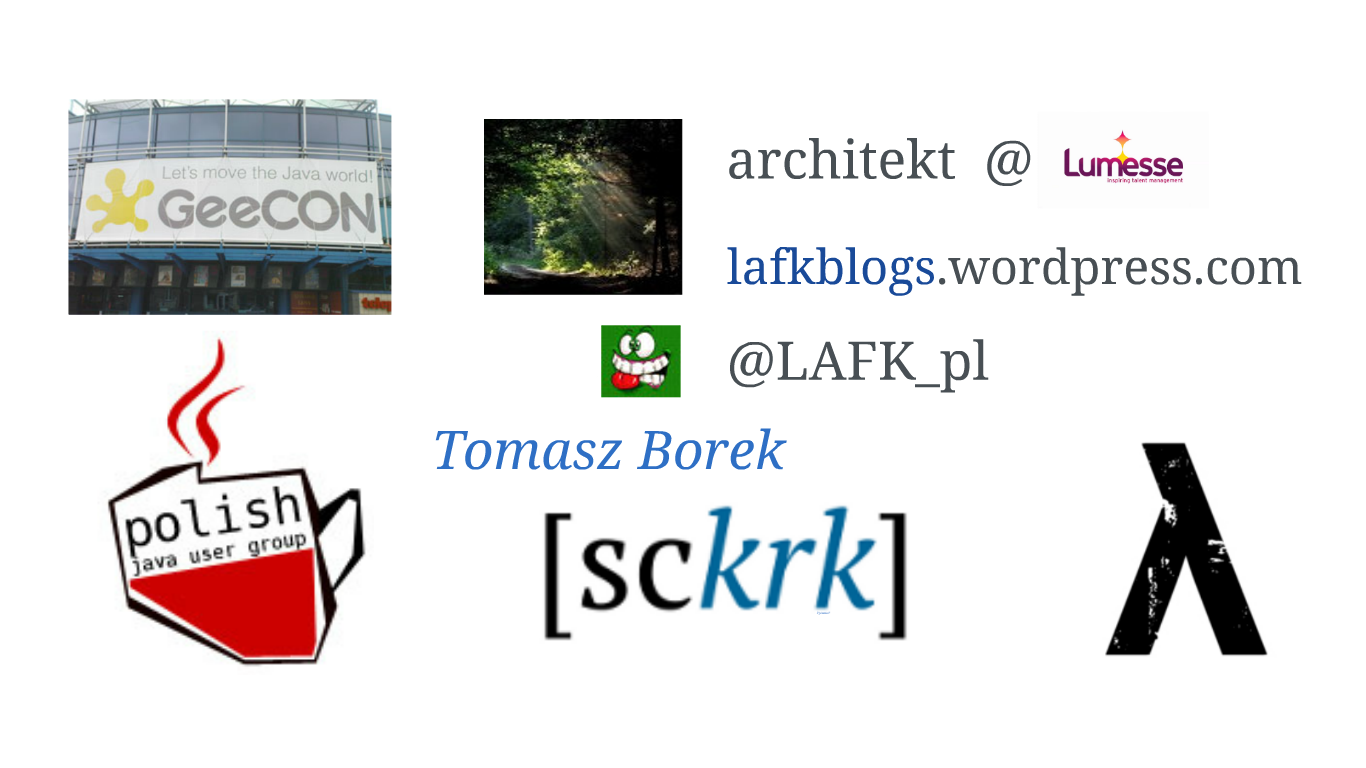 Let's move the Java world!
GeeCON
architekt @ Lumesse
Inspiring talent management
lafkblogs.wordpress.com
@LAFK_pl
Tomasz Borek
polish
java user group
[sckrk]
λ